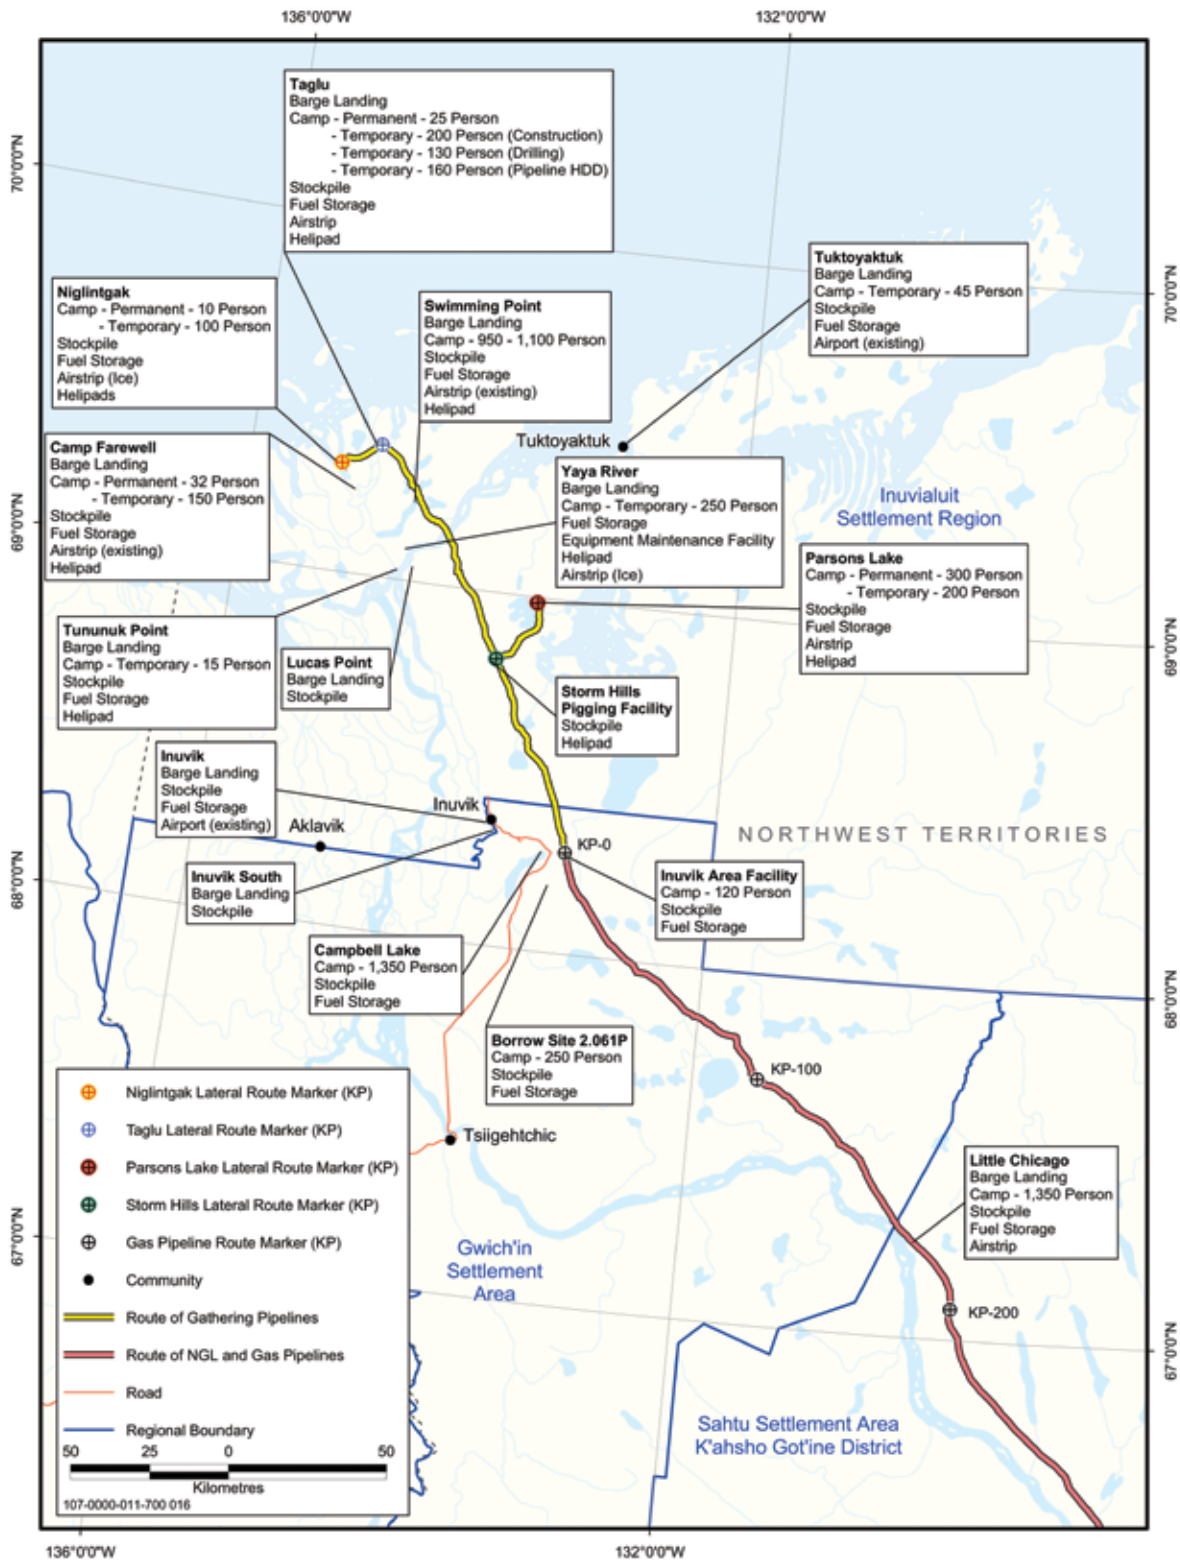 136°0'0"W
132°0'0"W
70°0'0"N
70°0'0"N
69°0'0"N
69°0'0"N
68°0'0"N
68°0'0"N
67°0'0"N
67°0'0"N
Taglu
Barge Landing
Camp - Permanent - 25 Person
- Temporary - 200 Person (Construction)
- Temporary - 130 Person (Drilling)
- Temporary - 160 Person (Pipeline HDD)
Stockpile
Fuel Storage
Airstrip
Helipad
Tuktoyaktuk
Barge Landing
Camp - Temporary - 45 Person
Stockpile
Fuel Storage
Airport (existing)
Niglintgak
Camp - Permanent - 10 Person
- Temporary - 100 Person
Stockpile
Fuel Storage
Airstrip (Ice)
Helipads
Swimming Point
Barge Landing
Camp - 950 - 1,100 Person
Stockpile
Fuel Storage
Airstrip (existing)
Helipad
Tuktoyaktuk
Camp Farewell
Barge Landing
Camp - Permanent - 32 Person
- Temporary - 150 Person
Stockpile
Fuel Storage
Airstrip (existing)
Helipad
Yaya River
Barge Landing
Camp - Temporary - 250 Person
Fuel Storage
Equipment Maintenance Facility
Helipad
Airstrip (Ice)
Inuvialuit
Settlement Region
Parsons Lake
Camp - Permanent - 300 Person
- Temporary - 200 Person
Stockpile
Fuel Storage
Airstrip
Helipad
Tununuk Point
Barge Landing
Camp - Temporary - 15 Person
Stockpile
Fuel Storage
Helipad
Lucas Point
Barge Landing
Stockpile
Storm Hills
Pigging Facility
Stockpile
Helipad
Inuvik
Barge Landing
Stockpile
Fuel Storage
Airport (existing)
Inuvik
Aklavik
KP-0
NORTHWEST TERRITORIES
Inuvik South
Barge Landing
Stockpile
Inuvik Area Facility
Camp - 120 Person
Stockpile
Fuel Storage
Campbell Lake
Camp - 1,350 Person
Stockpile
Fuel Storage
Borrow Site 2.061P
Camp - 250 Person
Stockpile
Fuel Storage
KP-100
Tsiigehtchic
Little Chicago
Barge Landing
Camp - 1,350 Person
Stockpile
Fuel Storage
Airstrip
Gwich'in
Settlement
Area
KP-200
Sahtu Settlement Area
K'ahsho Got'ine District
Niglintgak Lateral Route Marker (KP)
Taglu Lateral Route Marker (KP)
Parsons Lake Lateral Route Marker (KP)
Storm Hills Lateral Route Marker (KP)
Gas Pipeline Route Marker (KP)
Community
Route of Gathering Pipelines
Route of NGL and Gas Pipelines
Road
Regional Boundary
50 25 0 50
Kilometres
107-0000-011-700 016
136°0'0"W
132°0'0"W